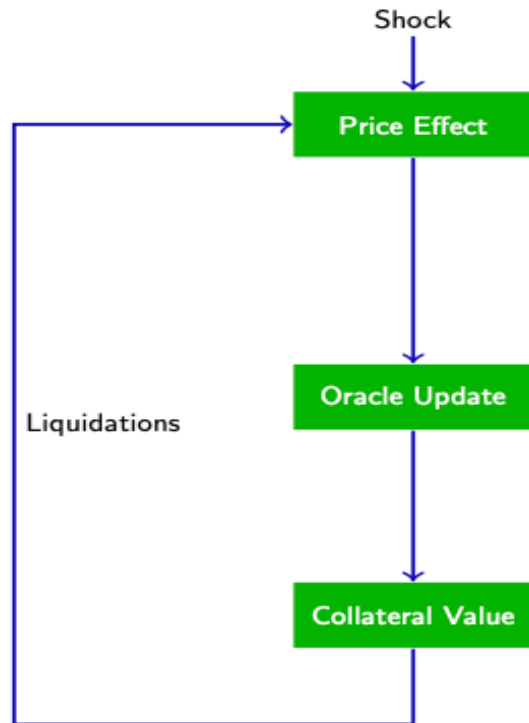 Shock
Price Effect
Oracle Update
Liquidations
Collateral Value